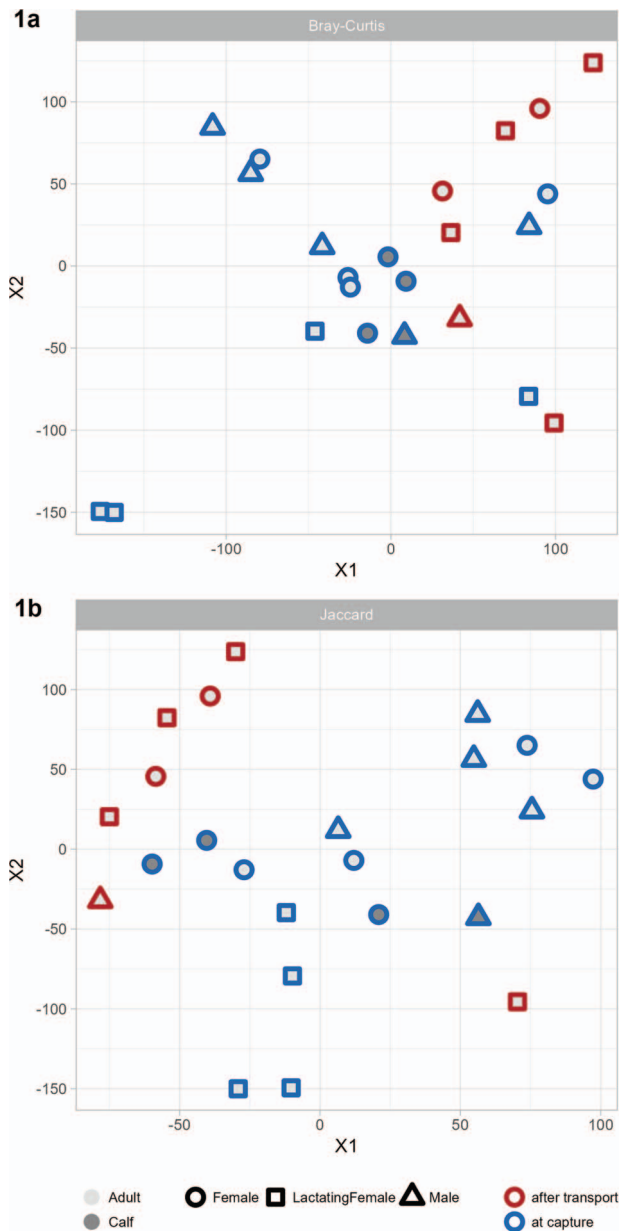 1a
Bray-Curtis
100
50
0
-50
-100
-150
X2
-100 0 100
X1
1b
Jaccard
100
50
0
-50
-100
-150
X2
-50 0 50 100
X1
Adult Female LactatingFemale Male after transport
Calf at capture